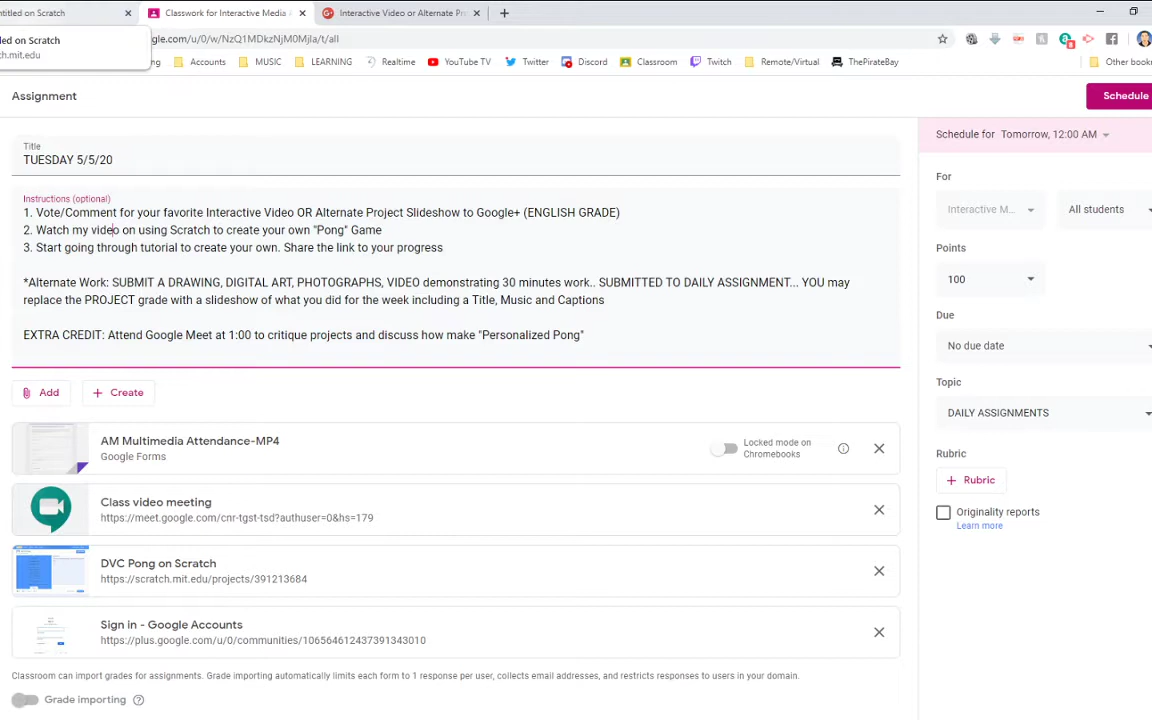 ntitled on Scratch
Classwork for Interactive Media
Interactive Video or Alternate Pr
led on Scratch
ch.mit.edu
gle.com/u/0/w/NzQ1MDkzNjM0Mjla/t/all
ng
Accounts
MUSIC
LEARNING
Realtime
YouTube TV
Twitter
Discord
Classroom
Twitch
Remote/Virtual
ThePirateBay
Other book
Assignment
Schedule
Title
TUESDAY 5/5/20
Schedule for Tomorrow, 12:00 AM
Instructions (optional)
1. Vote/Comment for your favorite Interactive Video OR Alternate Project Slideshow to Google+ (ENGLISH GRADE)
2. Watch my video on using Scratch to create your own "Pong" Game
3. Start going through tutorial to create your own. Share the link to your progress
*Alternate Work: SUBMIT A DRAWING, DIGITAL ART, PHOTOGRAPHS, VIDEO demonstrating 30 minutes work.. SUBMITTED TO DAILY ASSIGNMENT... YOU may
replace the PROJECT grade with a slideshow of what you did for the week including a Title, Music and Captions
EXTRA CREDIT: Attend Google Meet at 1:00 to critique projects and discuss how make "Personalized Pong"
For
Interactive M...
All students
Points
100
Due
No due date
Topic
DAILY ASSIGNMENTS
Rubric
Rubric
Originality reports
Learn more
Add
Create
AM Multimedia Attendance-MP4
Google Forms
Locked mode on
Chromebooks
Class video meeting
https://meet.google.com/cnr-tgst-tsd?authuser=0&hs=179
DVC Pong on Scratch
https://scratch.mit.edu/projects/391213684
Sign in - Google Accounts
https://plus.google.com/u/0/communities/106564612437391343010
Classroom can import grades for assignments. Grade importing automatically limits each form to 1 response per user, collects email addresses, and restricts responses to users in your domain.
Grade importing